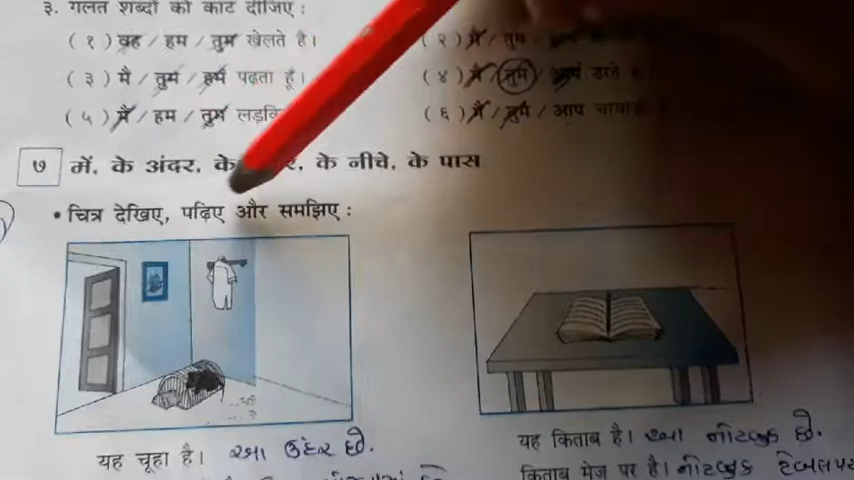 ३. गलत शब्दों को काट दीजिए :
(१) वह / हम / तुम खेलते है।
(२) मैं / तुम
(३) मै / तुम / हम पढ़ता हूँ।
(४) मैं / तुम / आप डरते
(५) मैं / हम / तुम
(६) मैं / तुम / आप
७ में, के अंदर, के नीचे, के पास
• चित्र देखिए, पढ़िए और समझिए :
यह चूहा है। આ ઉંદર છે.
यह किताब है। આ નોટબુક છે.
किताब मेज पर है। નોટબુક ટેબલ પર